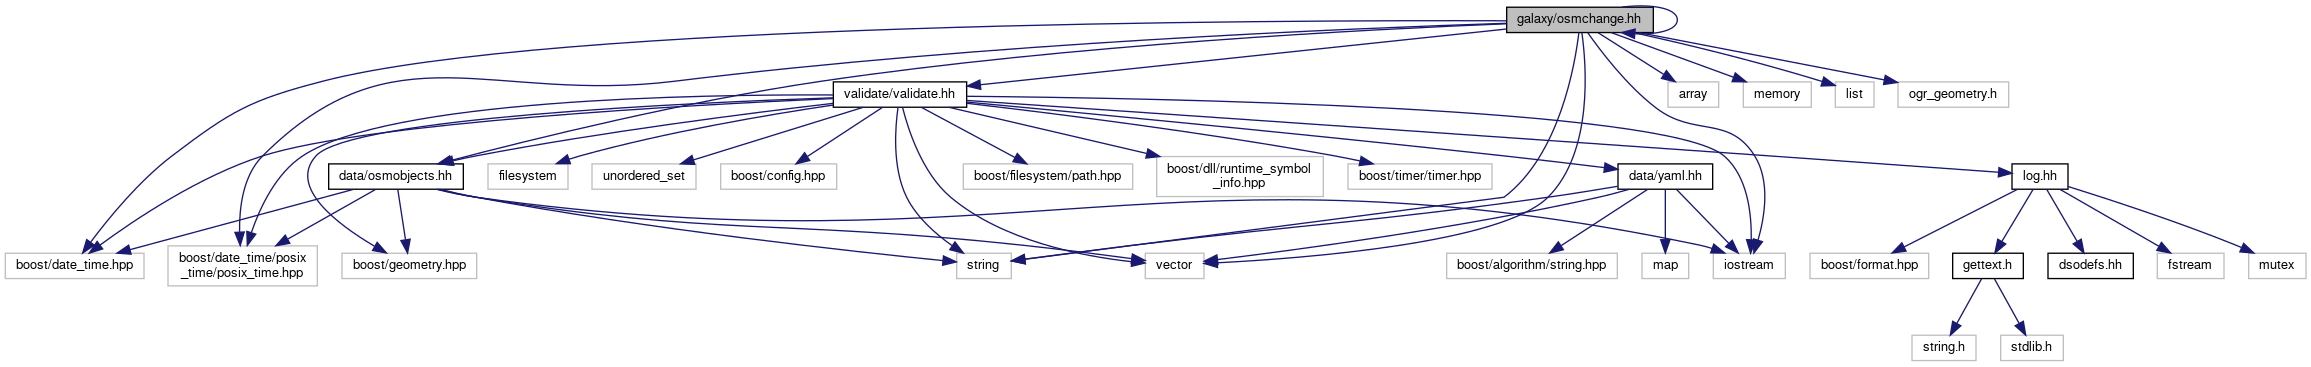 galaxy/osmchange.hh
validate/validate.hh
array
memory
list
ogr_geometry.h
data/osmobjects.hh
filesystem
unordered_set
boost/config.hpp
boost/filesystem/path.hpp
boost/dll/runtime_symbol
_info.hpp
boost/timer/timer.hpp
data/yaml.hh
log.hh
boost/date_time.hpp
boost/date_time/posix
_time/posix_time.hpp
boost/geometry.hpp
string
vector
boost/algorithm/string.hpp
map
iostream
boost/format.hpp
gettext.h
dsodefs.hh
fstream
mutex
string.h
stdlib.h